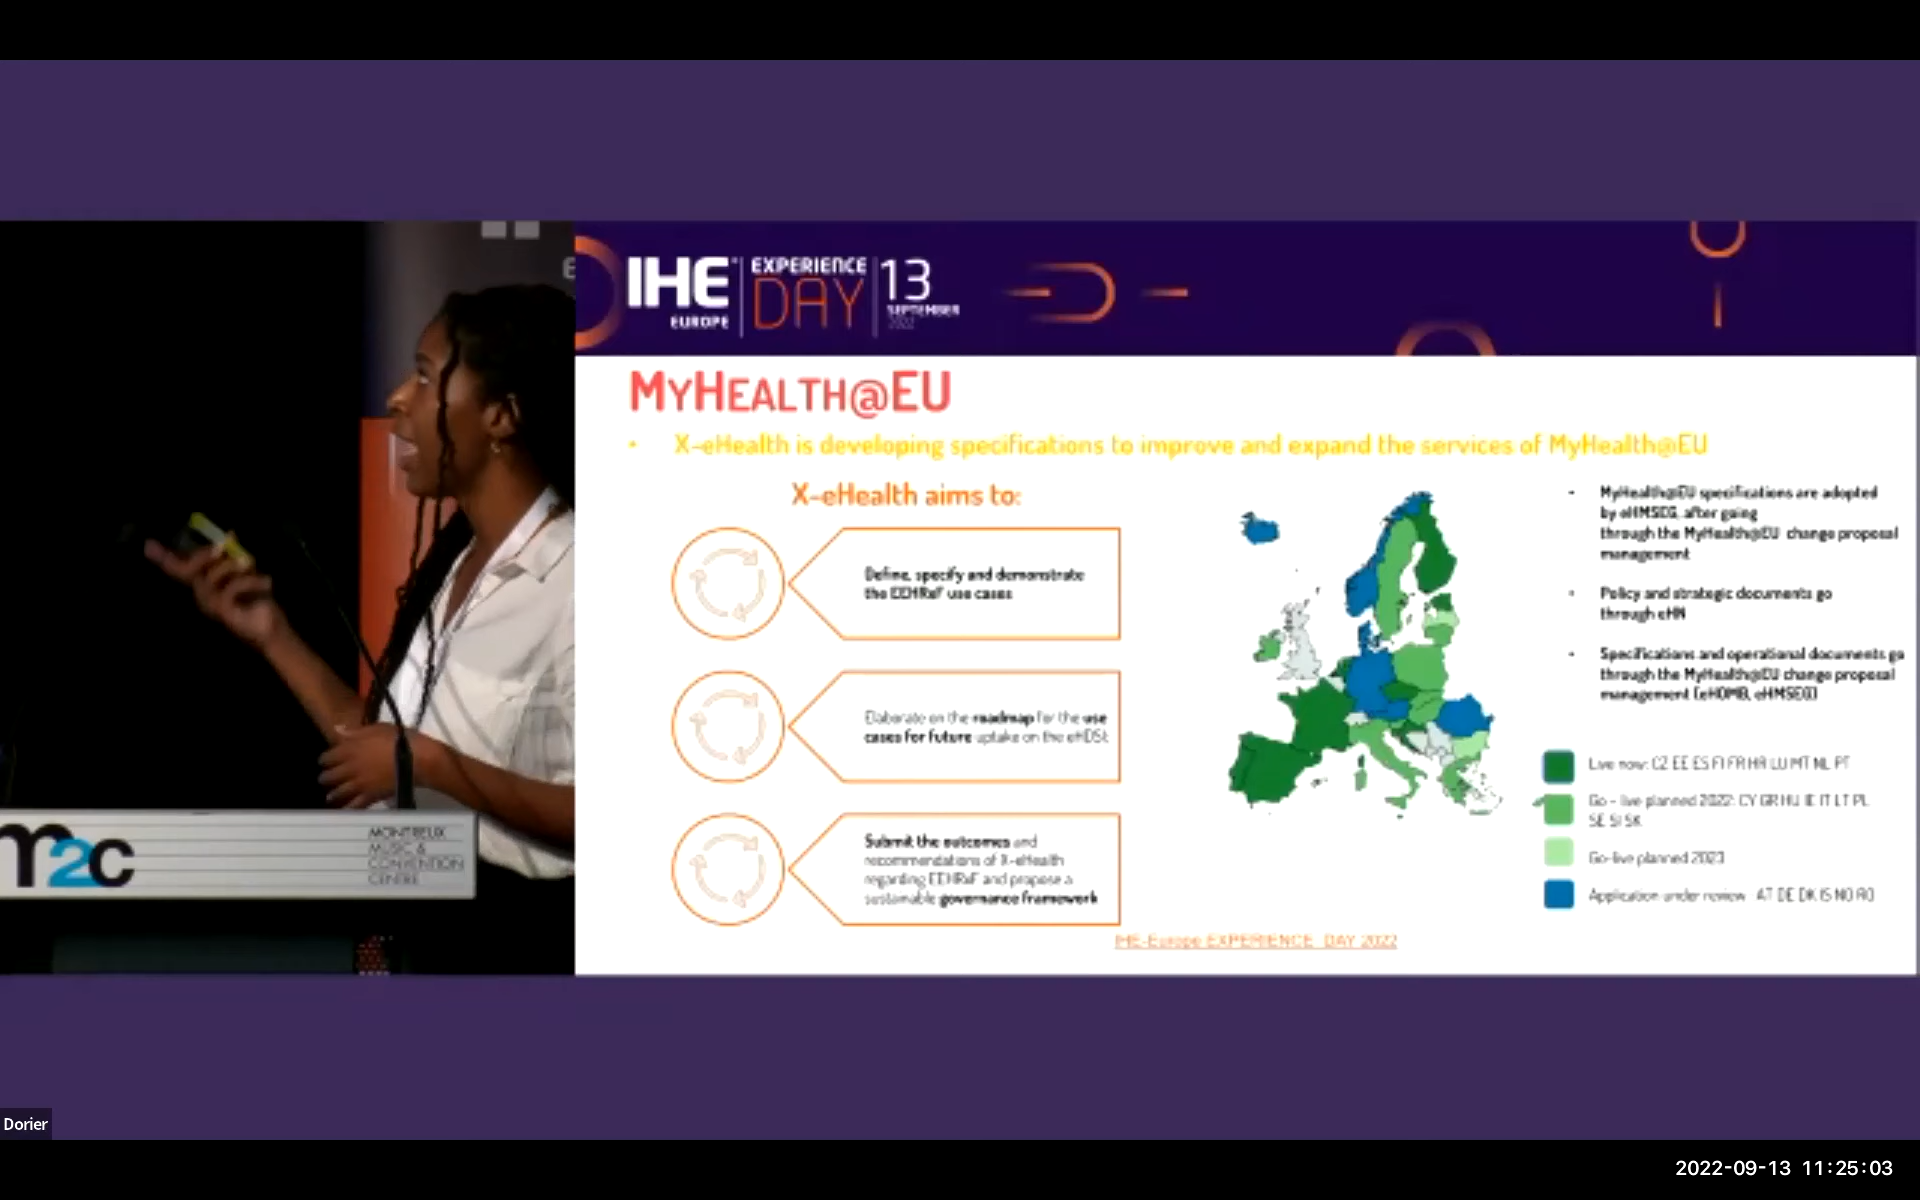 IHE
EUROPE
EXPERIENCE
DAY
13
SEPTEMBER
2022
MYHEALTH@EU
• X-eHealth is developing specifications to improve and expand the services of MyHealth@EU
X-eHealth aims to:
Define, specify and demonstrate
the EEHRxF use cases
Elaborate on the roadmap for the use
cases for future uptake on the eHDSI
Submit the outcomes and
recommendations of X-eHealth
regarding EEHRxF and propose a
sustainable governance framework
• MyHealth@EU specifications are adopted
by eHMSEG, after going
through the MyHealth@EU change proposal
management
• Policy and strategic documents go
through eHN
• Specifications and operational documents go
through the MyHealth@EU change proposal
management (eHOMB, eHMSEG)
Live now: CZ EE ES FI FR HR LU MT NL PT
Go - live planned 2022: CY GR HU IE IT LT PL
SE SI SK
Go-live planned 2023
Application under review AT DE DK IS NO RO
IHE-Europe EXPERIENCE DAY 2022
m2c
MONTREUX
MUSIC &
CONVENTION
CENTRE
Dorier
2022-09-13 11:25:03